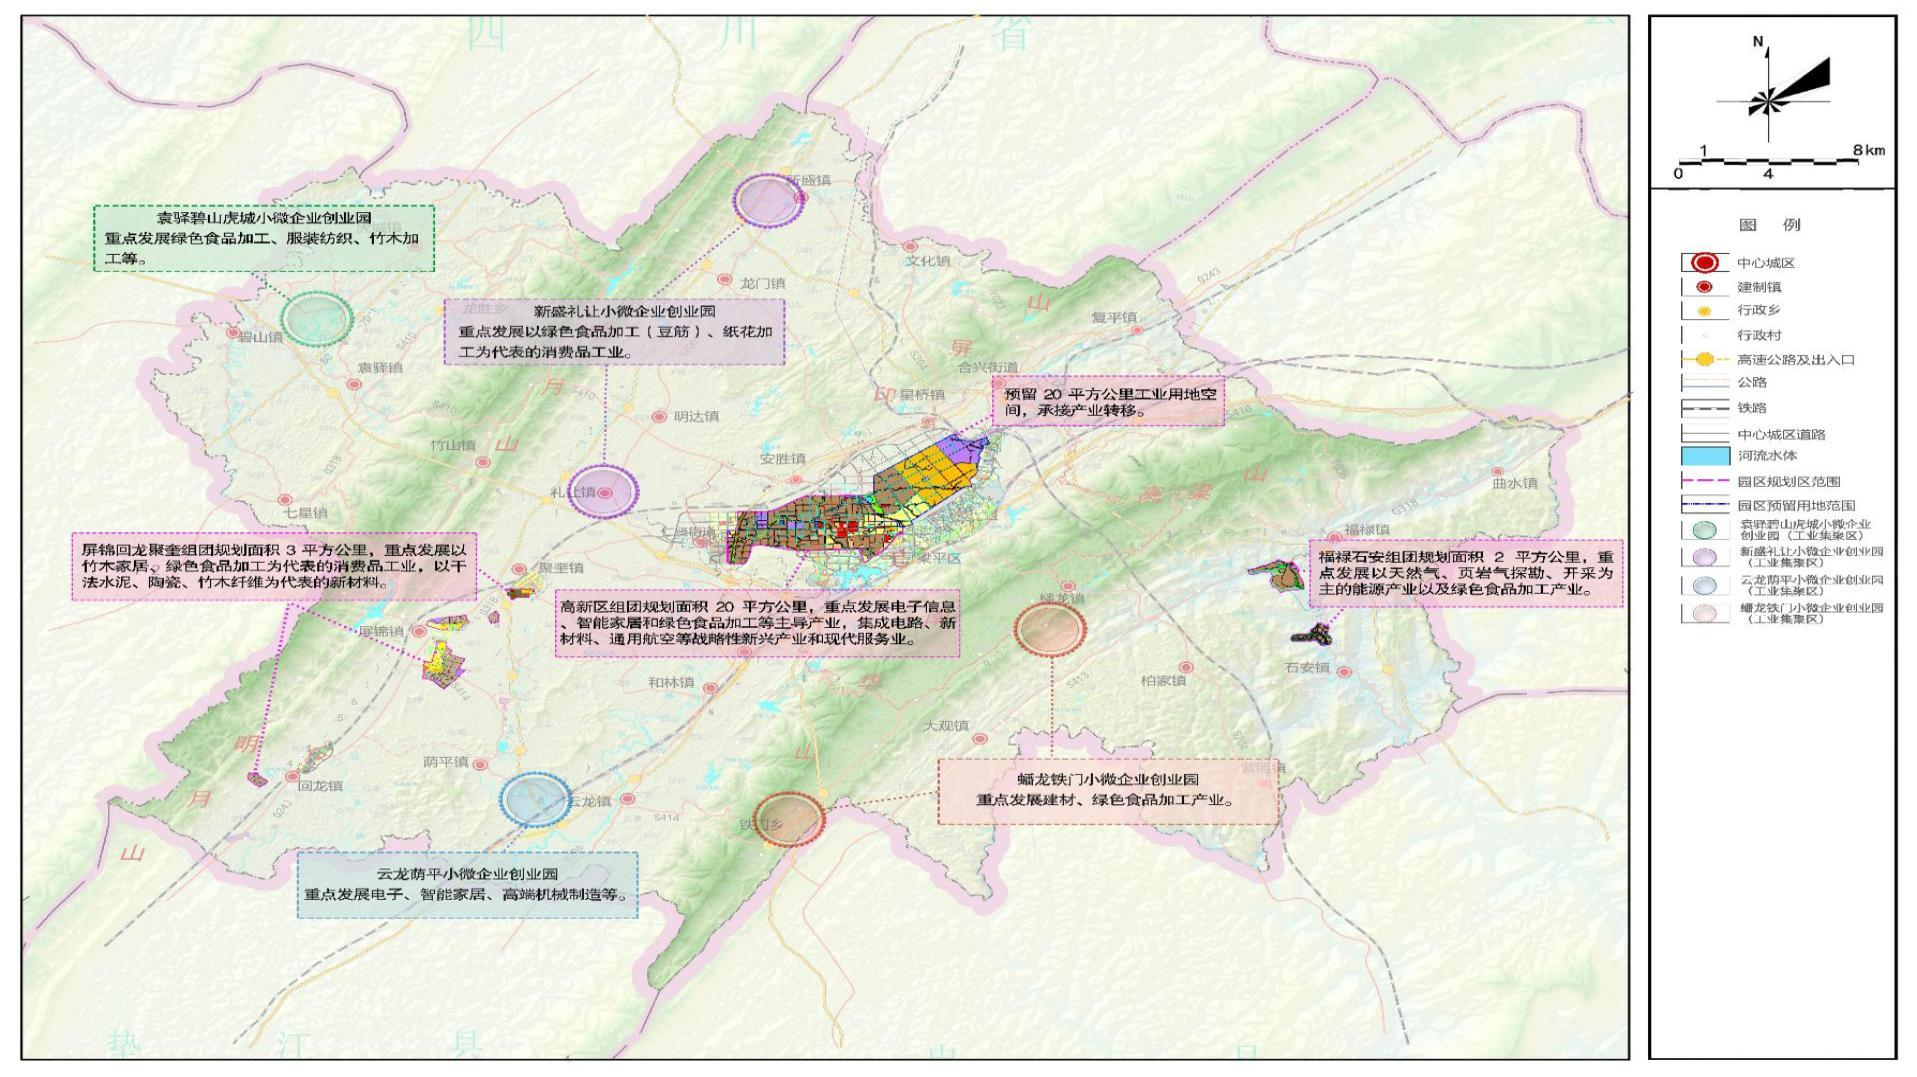 四 川 省
新盛镇
袁驿碧山虎城小微企业创业园
重点发展绿色食品加工、服装纺织、竹木加
工等。
文化镇
龙门镇
G243
山
新盛礼让小微企业创业园
重点发展以绿色食品加工（豆筋）、纸花加
工为代表的消费品工业。
复平镇
碧山镇
屏
袁驿镇
合兴街道
月
印
星桥镇
预留 20 平方公里工业用地空
间，承接产业转移。
明达镇
竹山镇
山
安胜镇
高
梁
山
曲水镇
礼让镇
七星镇
福禄镇
屏锦回龙聚奎组团规划面积 3 平方公里，重点发展以
竹木家居、绿色食品加工为代表的消费品工业，以干
法水泥、陶瓷、竹木纤维为代表的新材料。
梁平区
福禄石安组团规划面积 2 平方公里，重
点发展以天然气、页岩气探勘、开采为
主的能源产业以及绿色食品加工产业。
聚奎镇
蟠龙镇
高新区组团规划面积 20 平方公里，重点发展电子信息
、智能家居和绿色食品加工等主导产业，集成电路、新
材料、通用航空等战略性新兴产业和现代服务业。
屏锦镇
石安镇
和林镇
柏家镇
大观镇
明
山
荫平镇
回龙镇
月
云龙镇
S414
铁门乡
蟠龙铁门小微企业创业园
重点发展建材、绿色食品加工产业。
山
云龙荫平小微企业创业园
重点发展电子、智能家居、高端机械制造等。
垫 江 县
N
1 8km
0 4
图 例
中心城区
建制镇
行政乡
行政村
高速公路及出入口
公路
铁路
中心城区道路
河流水体
园区规划区范围
园区预留用地范围
袁驿碧山虎城小微企业
创业园（工业集聚区）
新盛礼让小微企业创业园
（工业集聚区）
云龙荫平小微企业创业园
（工业集聚区）
蟠龙铁门小微企业创业园
（工业集聚区）